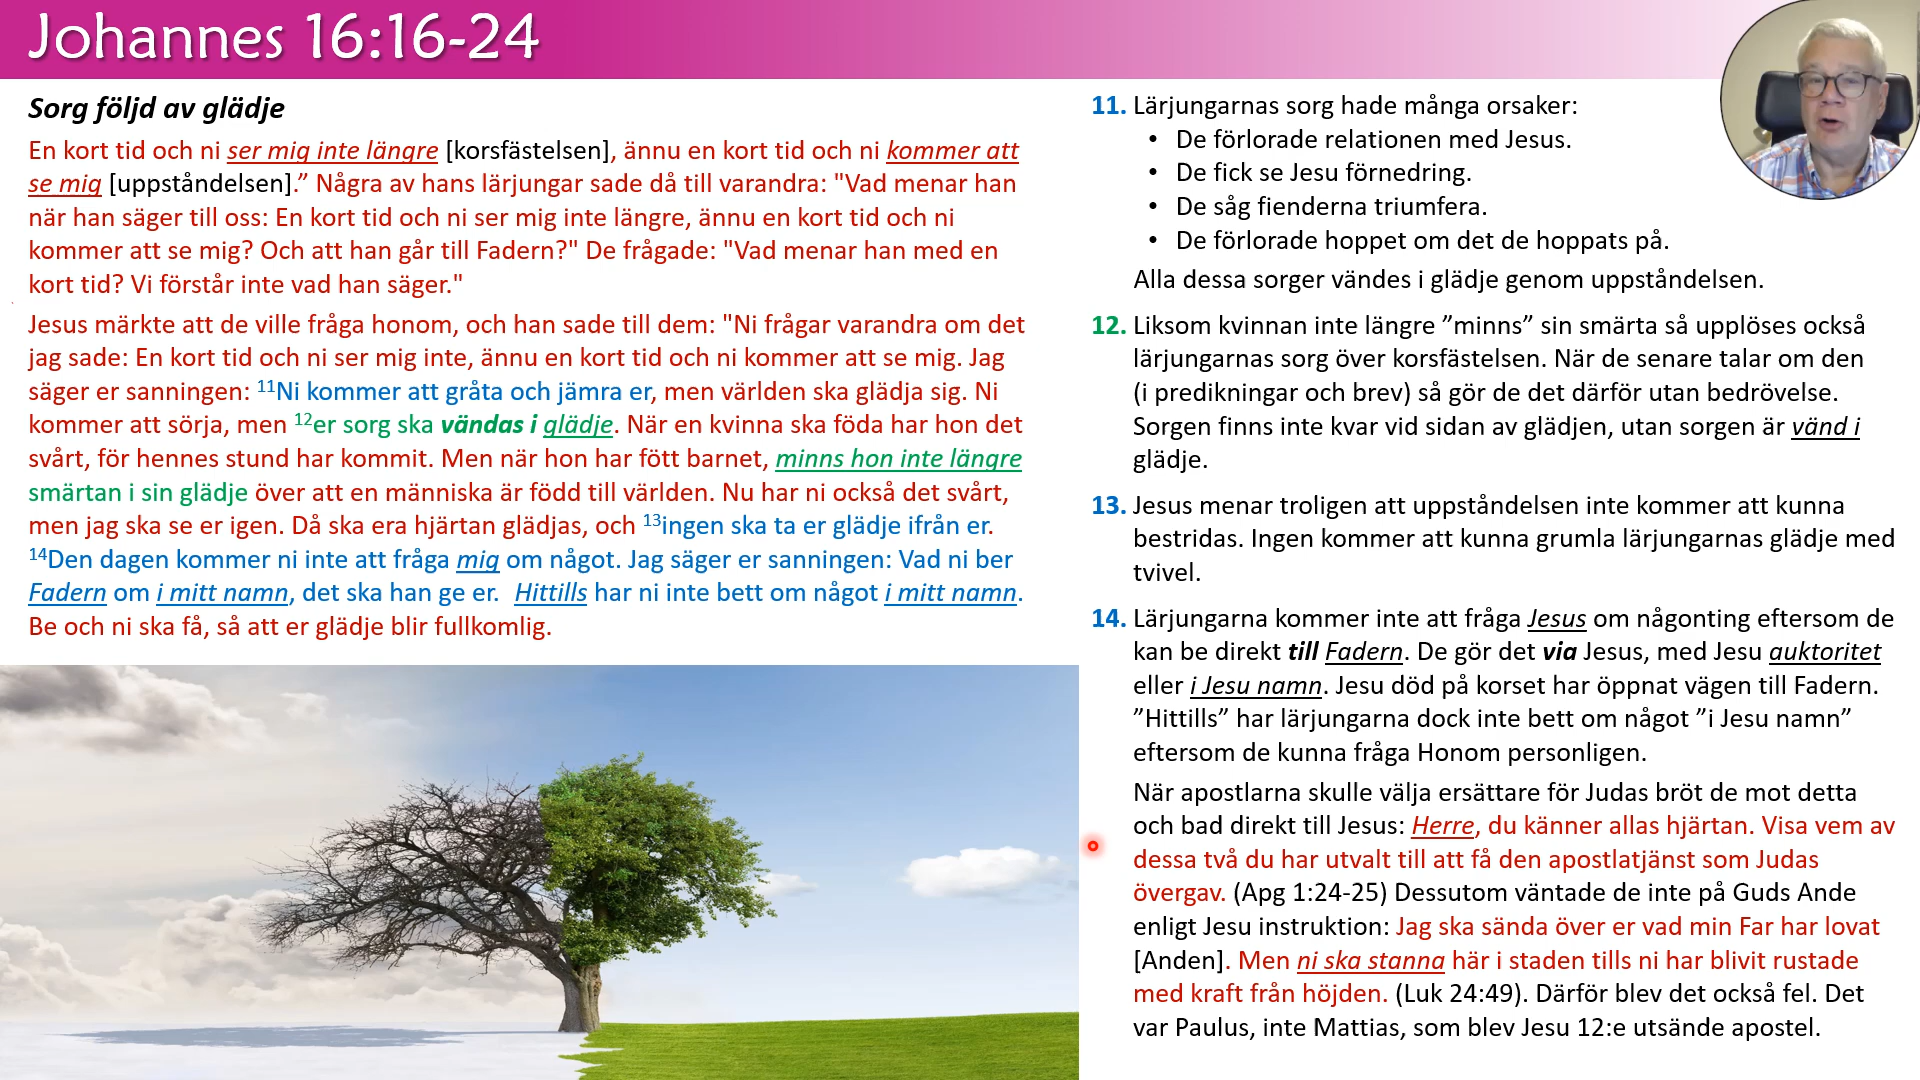 Johannes 16:16-24
Sorg följd av glädje
En kort tid och ni ser mig inte längre [korsfästelsen], ännu en kort tid och ni kommer att
se mig [uppståndelsen].” Några av hans lärjungar sade då till varandra: "Vad menar han
när han säger till oss: En kort tid och ni ser mig inte längre, ännu en kort tid och ni
kommer att se mig? Och att han går till Fadern?" De frågade: "Vad menar han med en
kort tid? Vi förstår inte vad han säger."
Jesus märkte att de ville fråga honom, och han sade till dem: "Ni frågar varandra om det
jag sade: En kort tid och ni ser mig inte, ännu en kort tid och ni kommer att se mig. Jag
säger er sanningen: 11Ni kommer att gråta och jämra er, men världen ska glädja sig. Ni
kommer att sörja, men 12er sorg ska vändas i glädje. När en kvinna ska föda har hon det
svårt, för hennes stund har kommit. Men när hon har fött barnet, minns hon inte längre
smärtan i sin glädje över att en människa är född till världen. Nu har ni också det svårt,
men jag ska se er igen. Då ska era hjärtan glädjas, och 13ingen ska ta er glädje ifrån er.
14Den dagen kommer ni inte att fråga mig om något. Jag säger er sanningen: Vad ni ber
Fadern om i mitt namn, det ska han ge er. Hittills har ni inte bett om något i mitt namn.
Be och ni ska få, så att er glädje blir fullkomlig.
11. Lärjungarnas sorg hade många orsaker:
• De förlorade relationen med Jesus.
• De fick se Jesu förnedring.
• De såg fienderna triumfera.
• De förlorade hoppet om det de hoppats på.
Alla dessa sorger vändes i glädje genom uppståndelsen.
12. Liksom kvinnan inte längre ”minns” sin smärta så upplöses också
lärjungarnas sorg över korsfästelsen. När de senare talar om den
(i predikningar och brev) så gör de det därför utan bedrövelse.
Sorgen finns inte kvar vid sidan av glädjen, utan sorgen är vänd i
glädje.
13. Jesus menar troligen att uppståndelsen inte kommer att kunna
bestridas. Ingen kommer att kunna grumla lärjungarnas glädje med
tvivel.
14. Lärjungarna kommer inte att fråga Jesus om någonting eftersom de
kan be direkt till Fadern. De gör det via Jesus, med Jesu auktoritet
eller i Jesu namn. Jesu död på korset har öppnat vägen till Fadern.
”Hittills” har lärjungarna dock inte bett om något ”i Jesu namn”
eftersom de kunna fråga Honom personligen.
När apostlarna skulle välja ersättare för Judas bröt de mot detta
och bad direkt till Jesus: Herre, du känner allas hjärtan. Visa vem av
dessa två du har utvalt till att få den apostlatjänst som Judas
övergav. (Apg 1:24-25) Dessutom väntade de inte på Guds Ande
enligt Jesu instruktion: Jag ska sända över er vad min Far har lovat
[Anden]. Men ni ska stanna här i staden tills ni har blivit rustade
med kraft från höjden. (Luk 24:49). Därför blev det också fel. Det
var Paulus, inte Mattias, som blev Jesu 12:e utsände apostel.